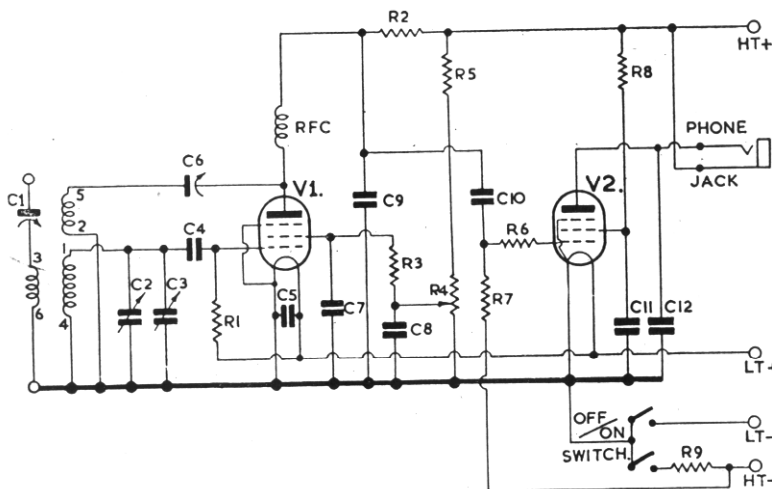 R2
HT+
R5
R8
RFC
PHONE
C6
V1.
V2.
C1
5
C9
JACK
2
C10
C4
1
R6
3
R3
C2
C3
R4
R7
6
4
R1
C5
C7
C8
C11
C12
LT+
OFF
ON
LT-
SWITCH.
R9
HT-